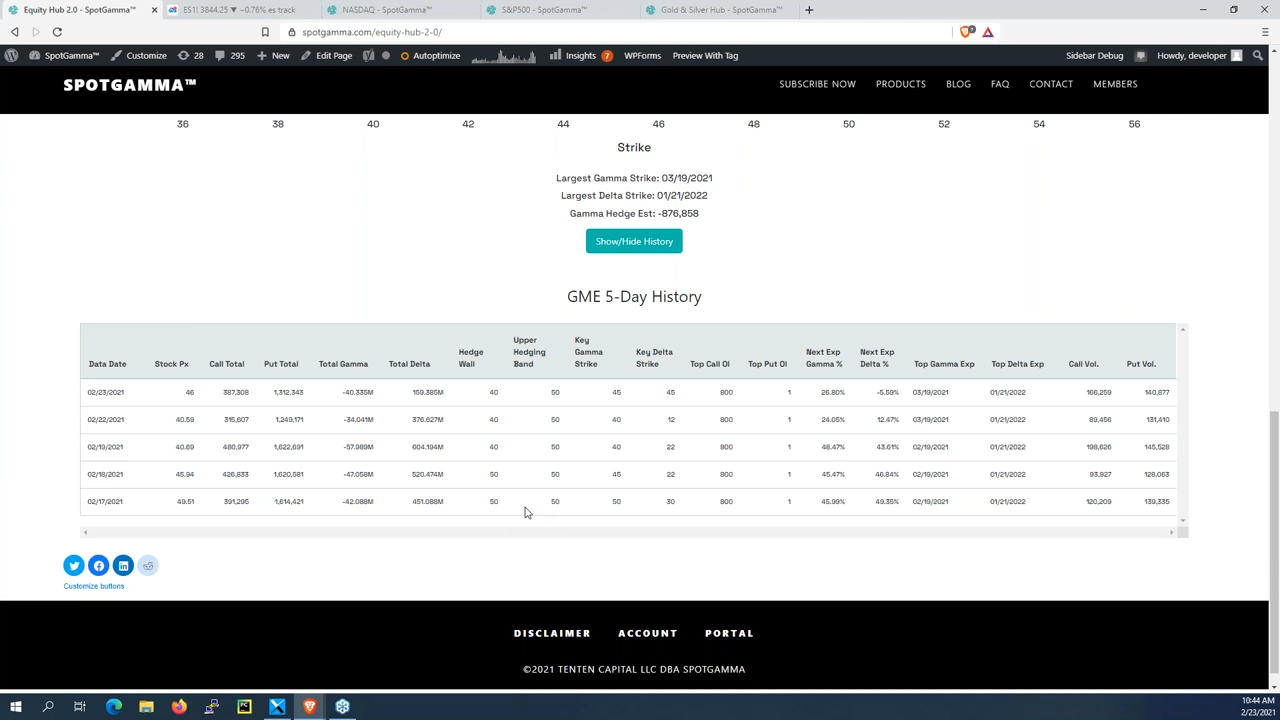 Equity Hub 2.0 - SpotGamma™
ES1! 3844.25 ▼ −0.76% es track
NASDAQ - SpotGamma™
S&P500 - SpotGamma™
Gold & Silver Hub - SpotGamma™
spotgamma.com/equity-hub-2-0/
SpotGamma™ Customize 28 295 New Edit Page Autoptimize Insights 7 WPForms Preview With Tag Sidebar Debug Howdy, developer
SPOTGAMMA™
SUBSCRIBE NOW PRODUCTS BLOG FAQ CONTACT MEMBERS
36 38 40 42 44 46 48 50 52 54 56
Strike
Largest Gamma Strike: 03/19/2021
Largest Delta Strike: 01/21/2022
Gamma Hedge Est: -876,858
Show/Hide History
GME 5-Day History
Data Date Stock Px Call Total Put Total Total Gamma Total Delta Hedge Wall Upper Hedging Band Key Gamma Strike Key Delta Strike Top Call OI Top Put OI Next Exp Gamma % Next Exp Delta % Top Gamma Exp Top Delta Exp Call Vol. Put Vol.
02/23/2021 46 387,308 1,312,343 -40.335M 159.385M 40 50 45 45 800 1 26.80% -5.59% 03/19/2021 01/21/2022 166,259 140,877
02/22/2021 40.59 315,607 1,249,171 -34.041M 376.627M 40 50 40 12 800 1 24.05% 12.47% 03/19/2021 01/21/2022 89,456 131,410
02/19/2021 40.69 480,977 1,622,691 -57.989M 604.194M 40 50 40 22 800 1 48.47% 43.61% 02/19/2021 01/21/2022 198,626 145,528
02/18/2021 45.94 426,833 1,620,581 -47.058M 520.474M 50 50 45 22 800 1 45.47% 46.84% 02/19/2021 01/21/2022 93,927 128,063
02/17/2021 49.51 391,295 1,614,421 -42.088M 451.088M 50 50 50 30 800 1 45.99% 49.35% 02/19/2021 01/21/2022 120,209 139,335
Customize buttons
DISCLAIMER ACCOUNT PORTAL
©2021 TENTEN CAPITAL LLC DBA SPOTGAMMA
10:44 AM
2/23/2021